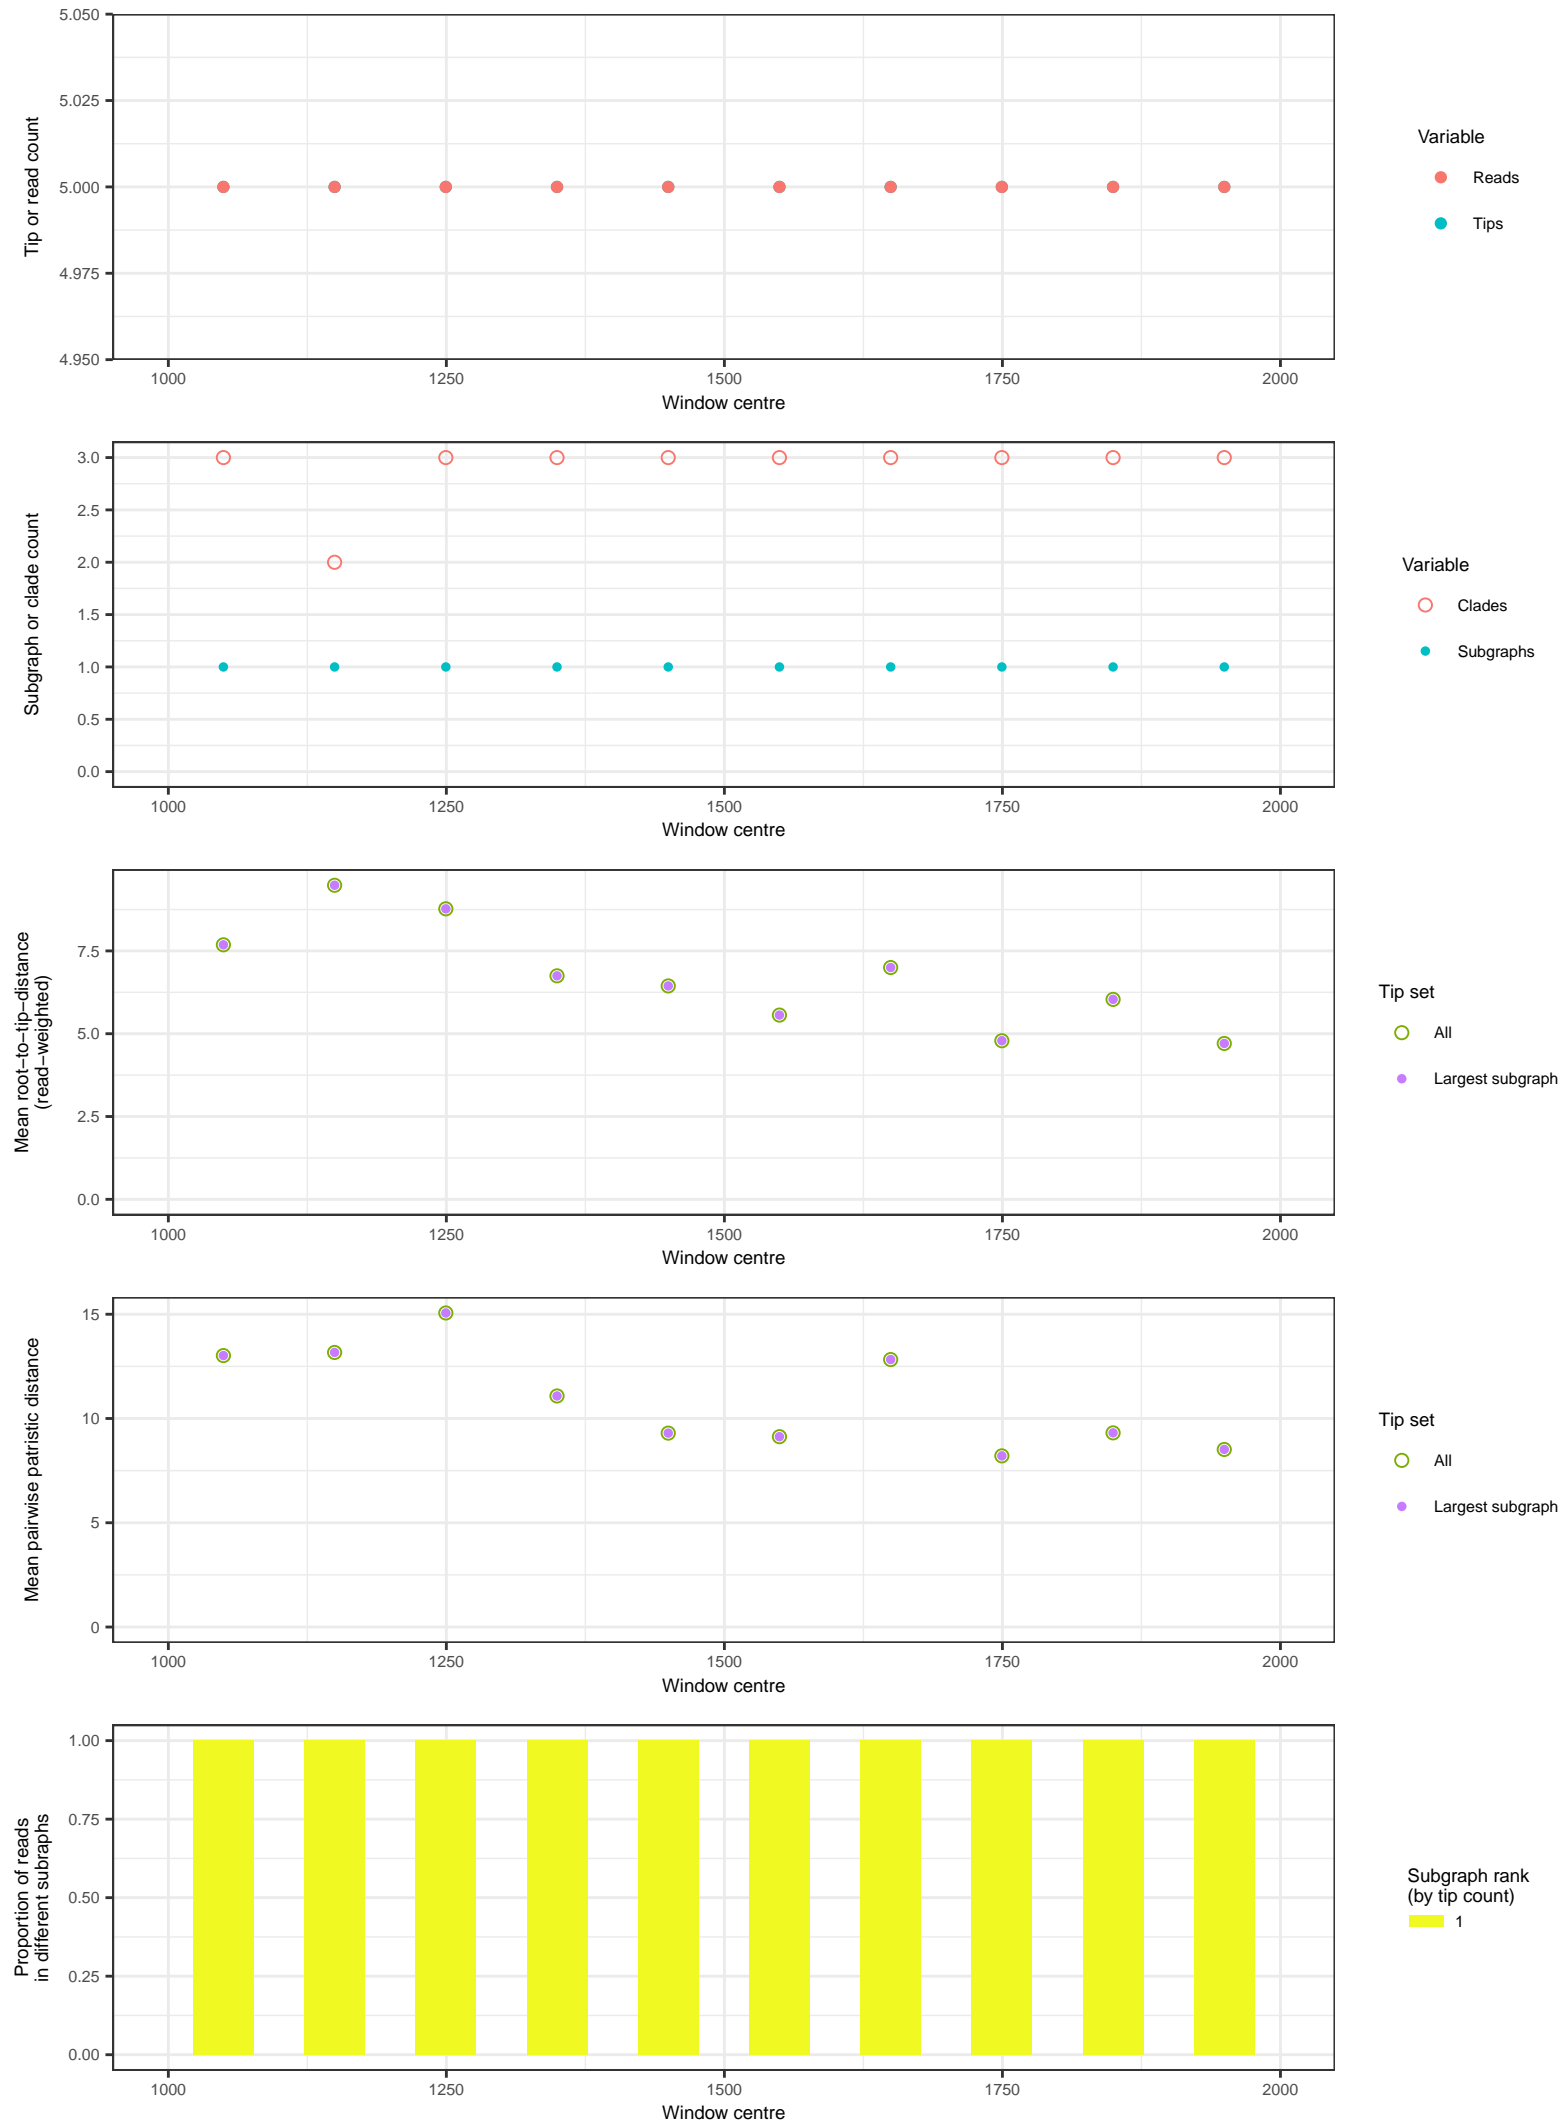 5.050
5.025
5.000
4.975
4.950
Tip or read count
1000 1250 1500 1750 2000
Window centre
Variable
Reads
Tips
3.0
2.5
2.0
1.5
1.0
0.5
0.0
Subgraph or clade count
1000 1250 1500 1750 2000
Window centre
Variable
Clades
Subgraphs
7.5
5.0
2.5
0.0
Mean root−to−tip−distance
(read−weighted)
1000 1250 1500 1750 2000
Window centre
Tip set
All
Largest subgraph
15
10
5
0
Mean pairwise patristic distance
1000 1250 1500 1750 2000
Window centre
Tip set
All
Largest subgraph
1.00
0.75
0.50
0.25
0.00
Proportion of reads
in different subraphs
1000 1250 1500 1750 2000
Window centre
Subgraph rank
(by tip count)
1